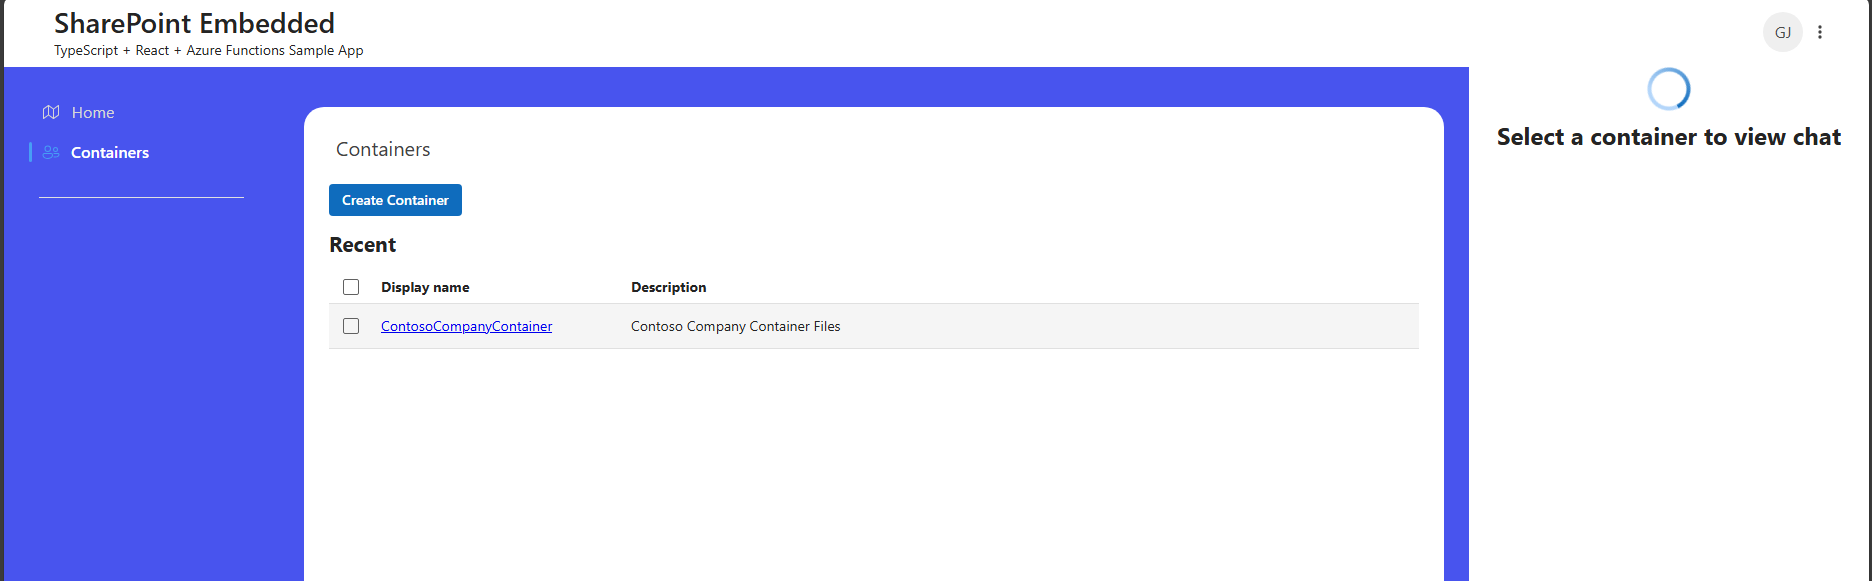 SharePoint Embedded
TypeScript + React + Azure Functions Sample App
GJ
Home
Containers
Containers
Create Container
Recent
Display name Description
ContosoCompanyContainer Contoso Company Container Files
Select a container to view chat